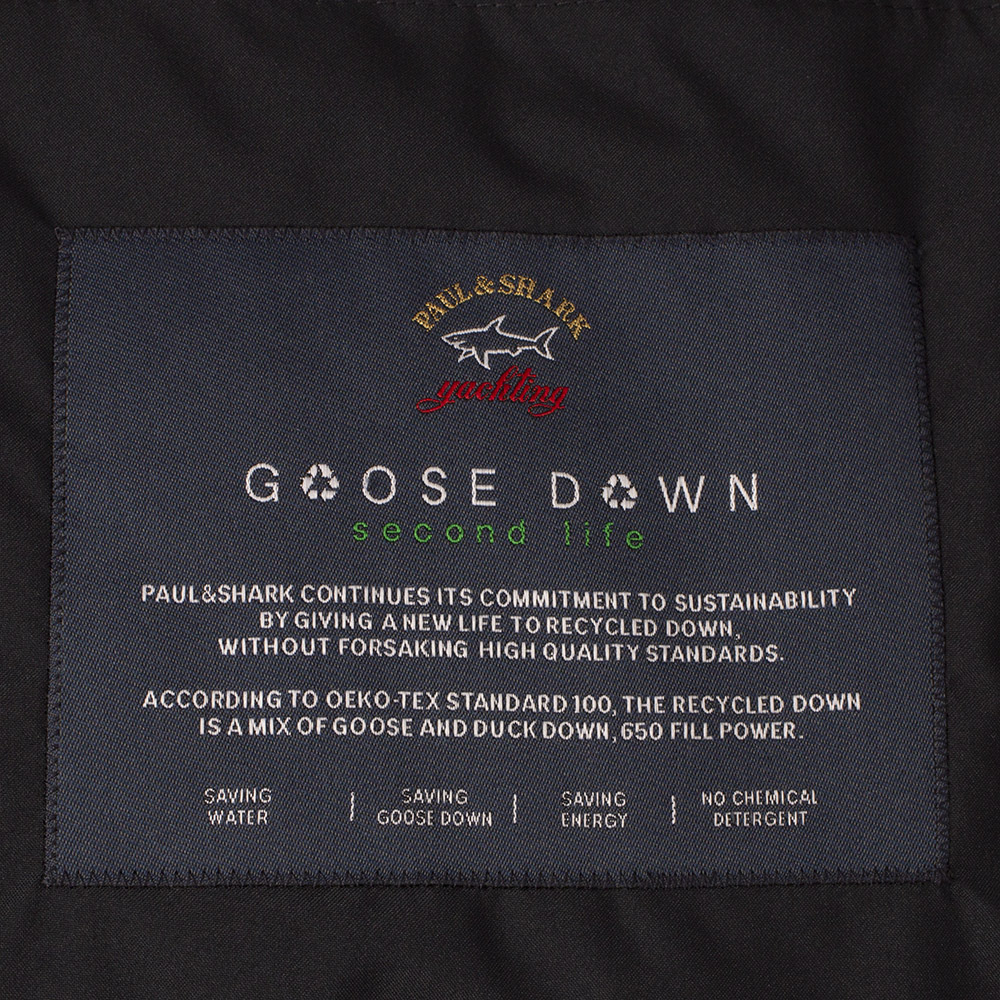 PAUL & SHARK
yachting
GOOSE DOWN
second life
PAUL&SHARK CONTINUES ITS COMMITMENT TO SUSTAINABILITY
BY GIVING A NEW LIFE TO RECYCLED DOWN,
WITHOUT FORSAKING HIGH QUALITY STANDARDS.
ACCORDING TO OEKO-TEX STANDARD 100, THE RECYCLED DOWN
IS A MIX OF GOOSE AND DUCK DOWN, 650 FILL POWER.
SAVING
WATER
SAVING
GOOSE DOWN
SAVING
ENERGY
NO CHEMICAL
DETERGENT